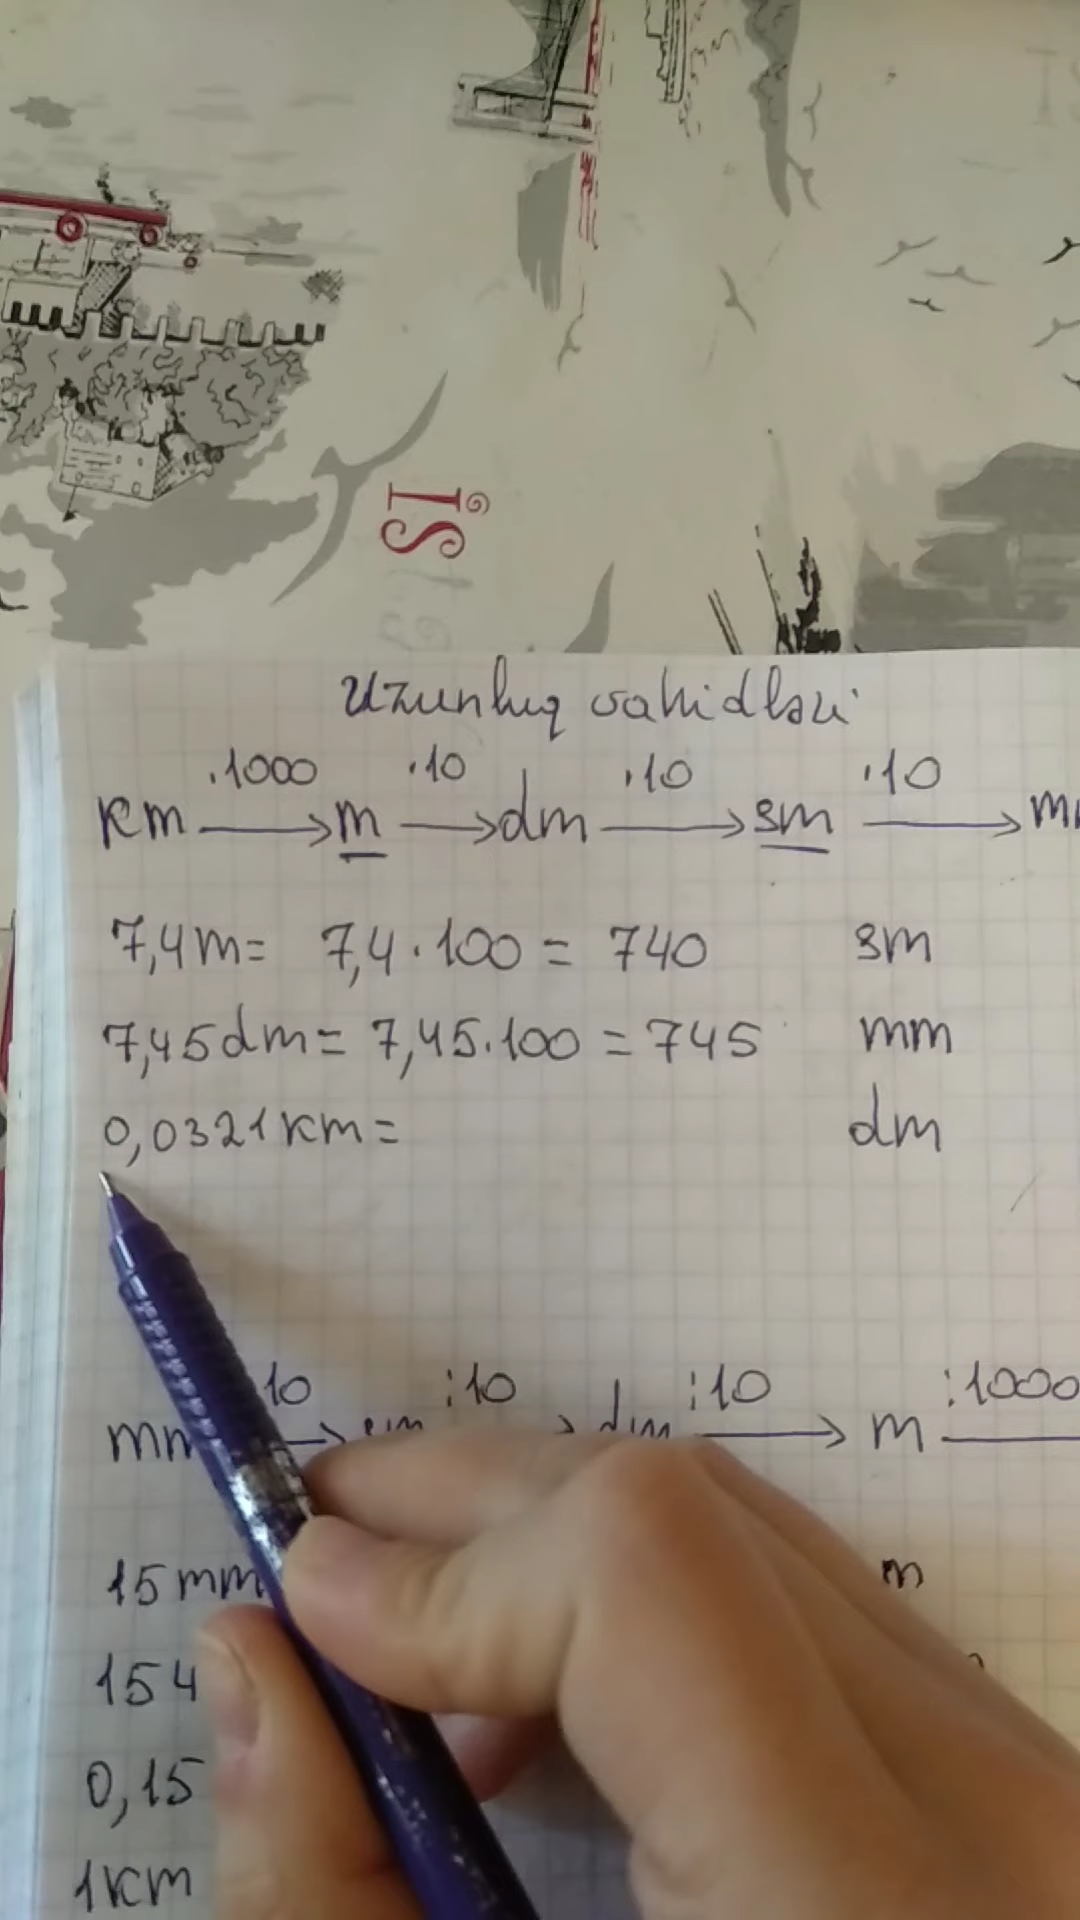 Uzunluq vahidləri
.1000 .10 .10 .10
km → m → dm → sm →
7,4m= 7,4.100 = 740 sm
7,45dm= 7,45.100 = 745 mm
0,0321km= dm
10 :10 :10 :1000
→ dm → m
15mm m
154
0,15
1km